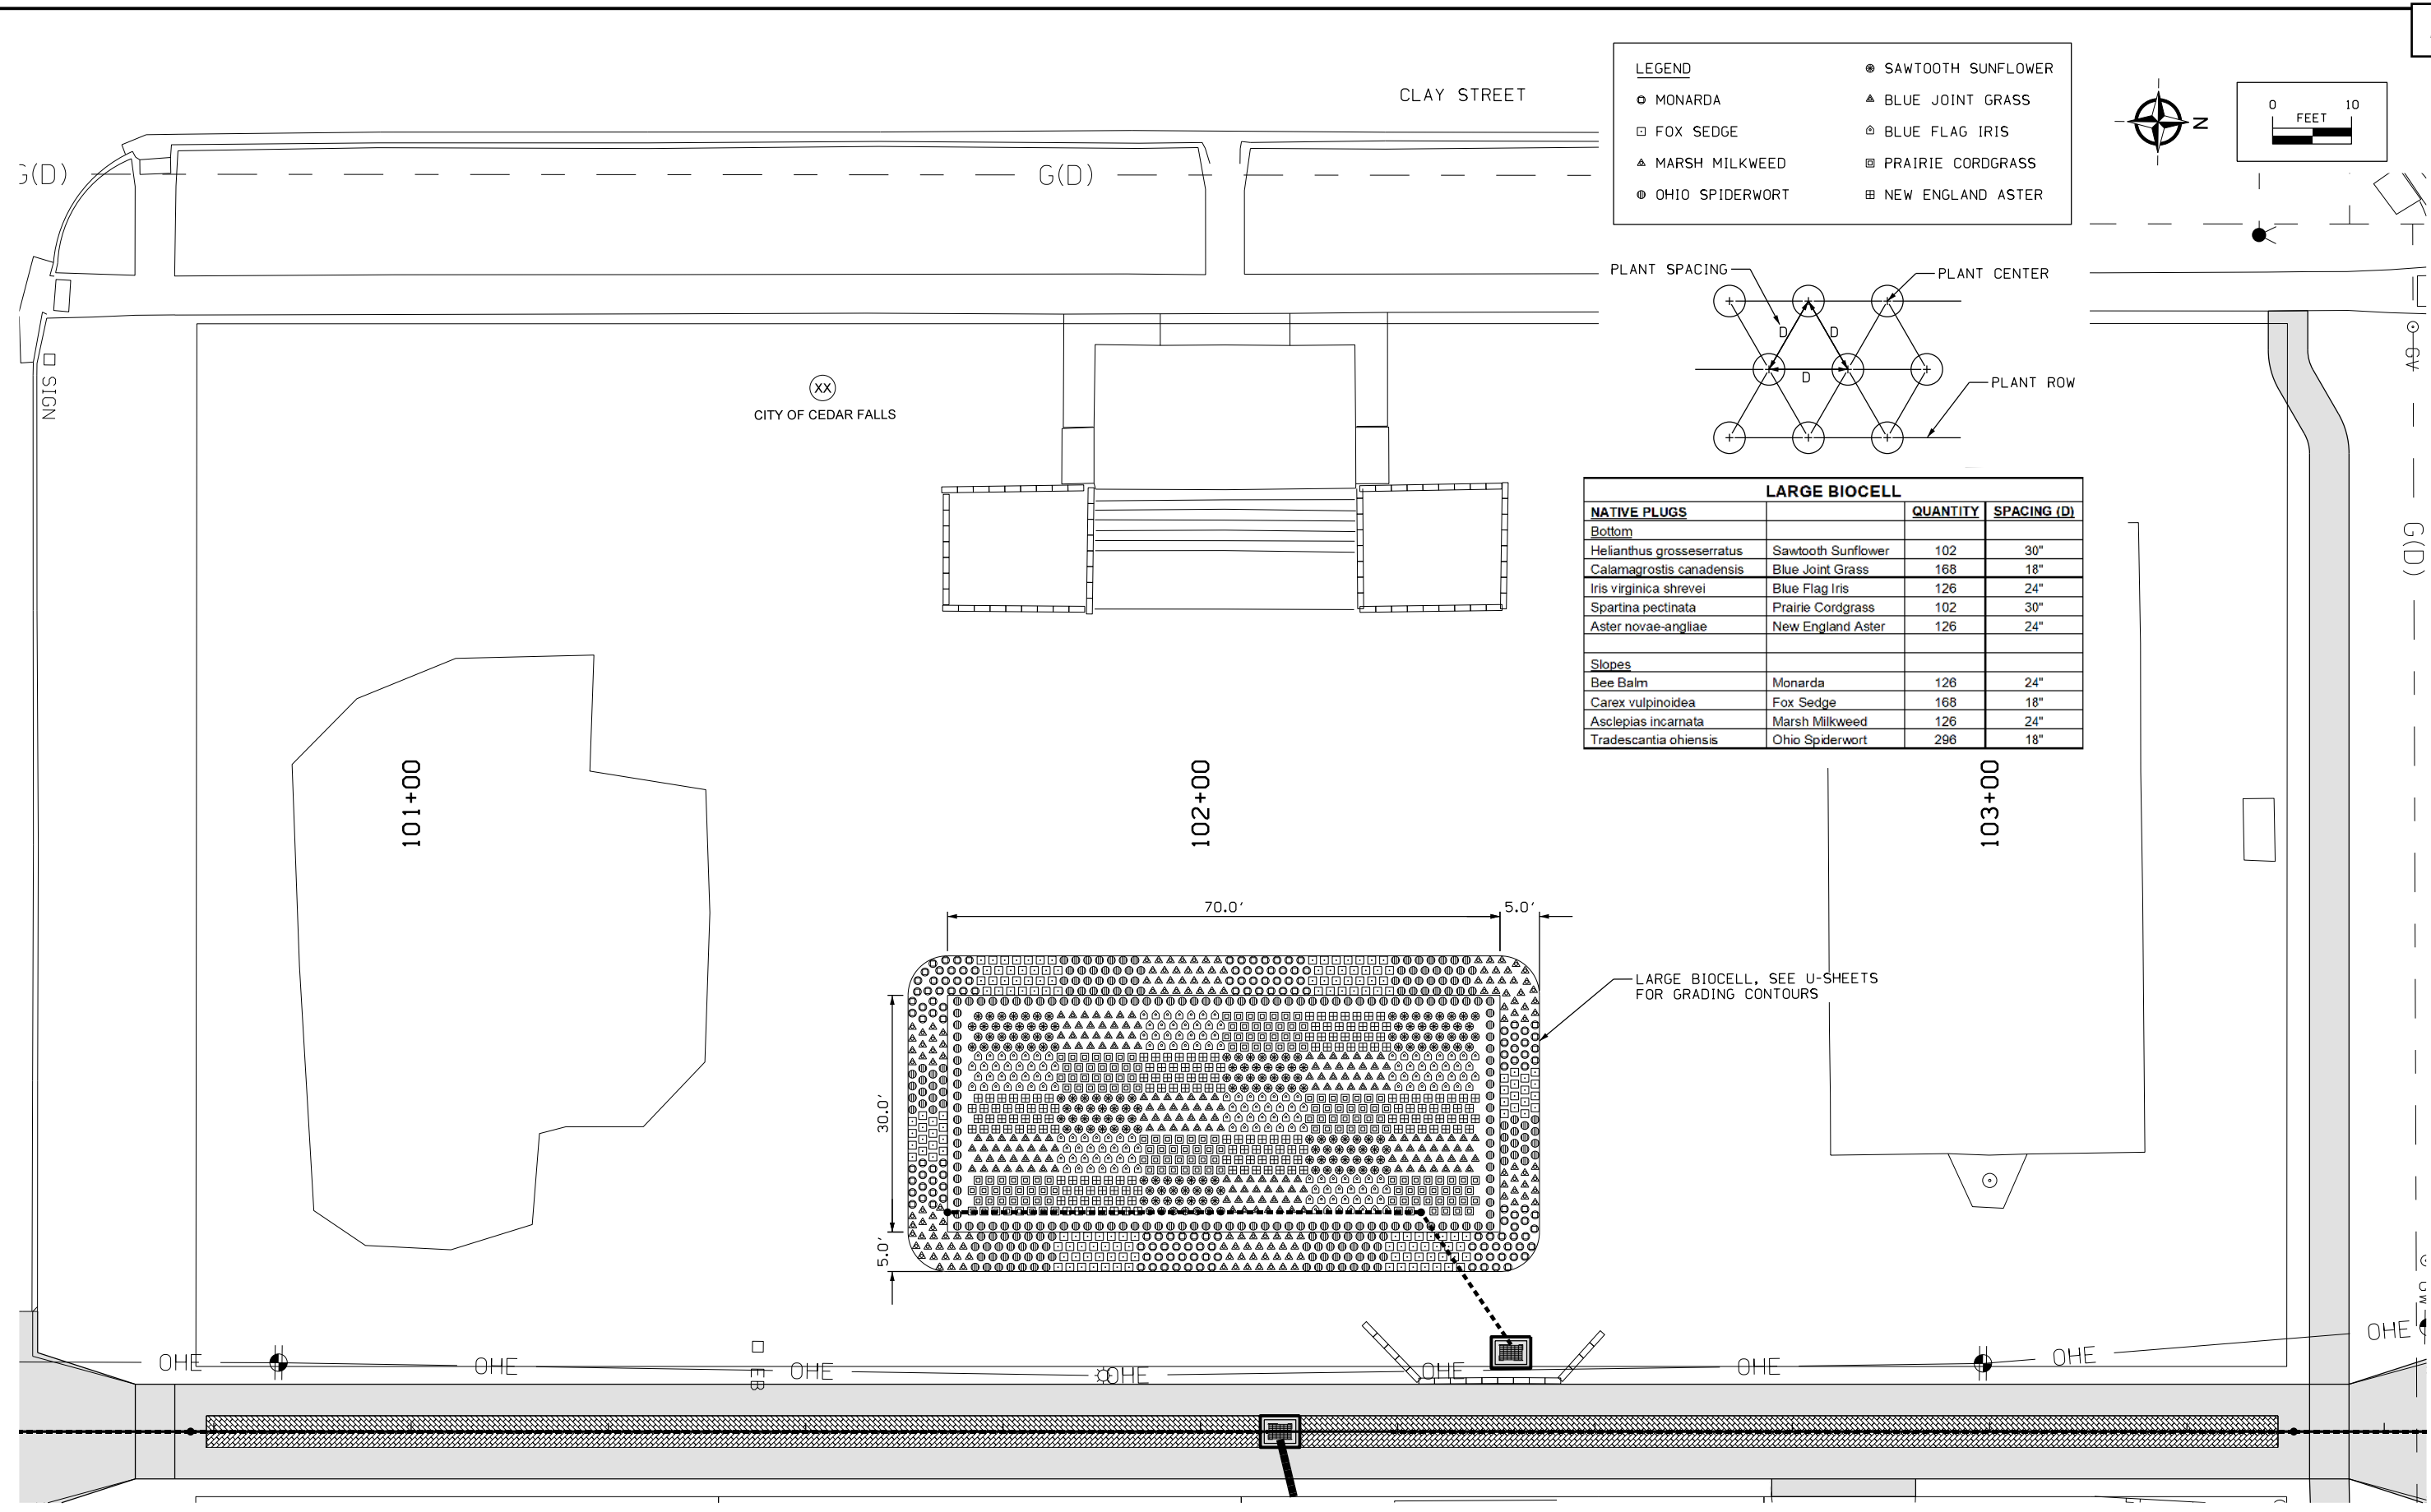 CLAY STREET
LEGEND
MONARDA
FOX SEDGE
MARSH MILKWEED
OHIO SPIDERWORT
SAWTOOTH SUNFLOWER
BLUE JOINT GRASS
BLUE FLAG IRIS
PRAIRIE CORDGRASS
NEW ENGLAND ASTER
N
0 10
FEET
G(D)
G(D)
SIGN
XX
CITY OF CEDAR FALLS
PLANT SPACING
PLANT CENTER
D D
D
PLANT ROW
GV
G(D)
LARGE BIOCELL
NATIVE PLUGS QUANTITY SPACING (D)
Bottom
Helianthus grosseserratus Sawtooth Sunflower 102 30"
Calamagrostis canadensis Blue Joint Grass 168 18"
Iris virginica shrevei Blue Flag Iris 126 24"
Spartina pectinata Prairie Cordgrass 102 30"
Aster novae-angliae New England Aster 126 24"
Slopes
Bee Balm Monarda 126 24"
Carex vulpinoidea Fox Sedge 168 18"
Asclepias incarnata Marsh Milkweed 126 24"
Tradescantia ohiensis Ohio Spiderwort 296 18"
101+00
102+00
103+00
70.0'
5.0'
LARGE BIOCELL, SEE U-SHEETS
FOR GRADING CONTOURS
30.0'
5.0'
EB
OHE
OHE
OHE
OHE
OHE
OHE
OHE
OHE